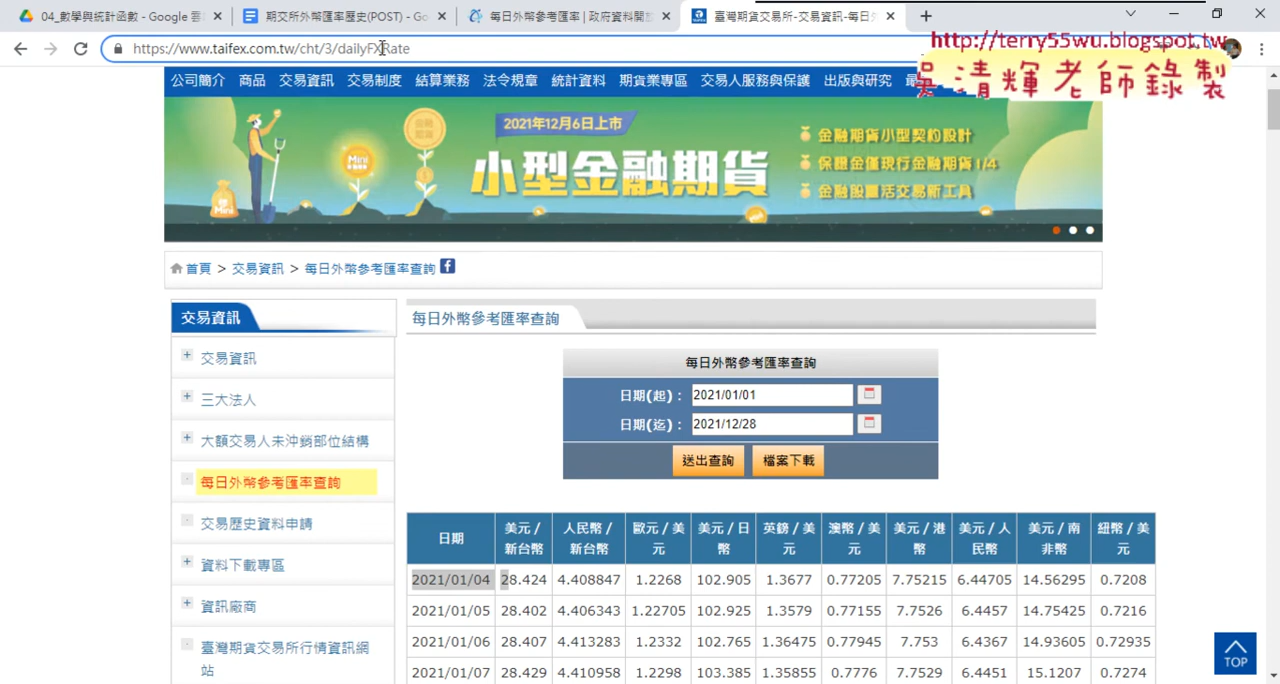 04_數學與統計函數 - Google 雲
期交所外幣匯率歷史(POST) - Go
每日外幣參考匯率 | 政府資料開放
臺灣期貨交易所-交易資訊-每日外
https://www.taifex.com.tw/cht/3/dailyFXRate
http://terry55wu.blogspot.tw
吳清輝老師錄製
公司簡介 商品 交易資訊 交易制度 結算業務 法令規章 統計資料 期貨業專區 交易人服務與保護 出版與研究
2021年12月6日上市
小型金融期貨
金融期貨小型契約設計
保證金僅現行金融期貨 1/4
金融股靈活交易新工具
Mini
Mini
首頁 > 交易資訊 > 每日外幣參考匯率查詢
交易資訊
交易資訊
三大法人
大額交易人未沖銷部位結構
每日外幣參考匯率查詢
交易歷史資料申請
資料下載專區
資訊廠商
臺灣期貨交易所行情資訊網
站
每日外幣參考匯率查詢
每日外幣參考匯率查詢
日期(起)： 2021/01/01
日期(迄)： 2021/12/28
送出查詢 檔案下載
日期 美元／新台幣 人民幣／新台幣 歐元／美元 美元／日幣 英鎊／美元 澳幣／美元 美元／港幣 美元／人民幣 美元／南非幣 紐幣／美元
2021/01/04 28.424 4.408847 1.2268 102.905 1.3677 0.77205 7.75215 6.44705 14.56295 0.7208
2021/01/05 28.402 4.406343 1.22705 102.925 1.3579 0.77155 7.7526 6.4457 14.75425 0.7216
2021/01/06 28.407 4.413283 1.2332 102.765 1.36475 0.77945 7.753 6.4367 14.93605 0.72935
2021/01/07 28.429 4.410958 1.2298 103.385 1.35855 0.7776 7.7529 6.4451 15.1207 0.7274
TOP